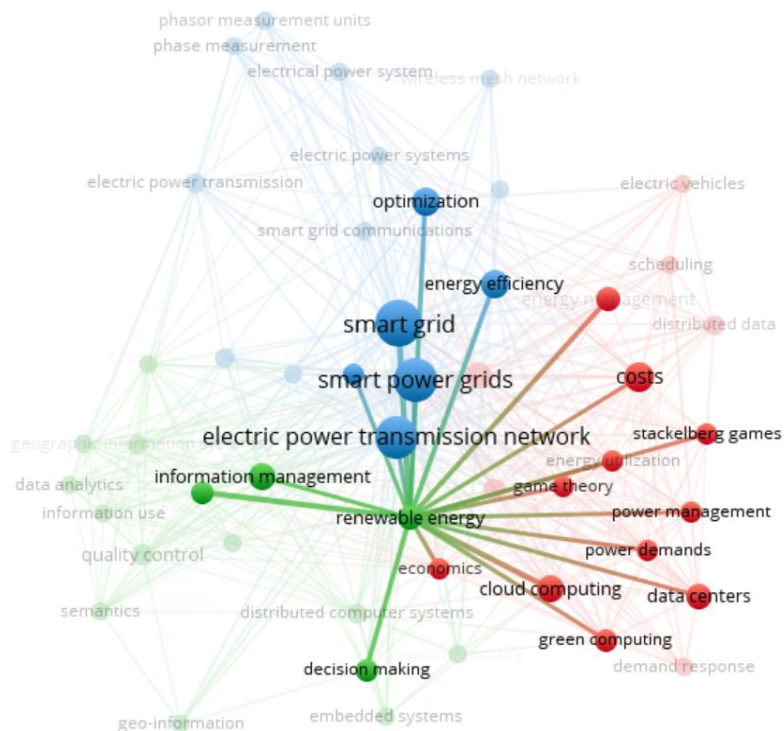 phasor measurement units
phase measurement
electrical power system
wireless mesh network
electric power systems
electric power transmission
electric vehicles
optimization
smart grid communications
scheduling
energy efficiency
energy management
smart grid
distributed data
smart power grids
costs
electric power transmission network
stackelberg games
geographic information
energy utilization
information management
data analytics
game theory
information use
renewable energy
power management
quality control
power demands
economics
cloud computing
data centers
semantics
distributed computer systems
green computing
decision making
demand response
geo-information
embedded systems